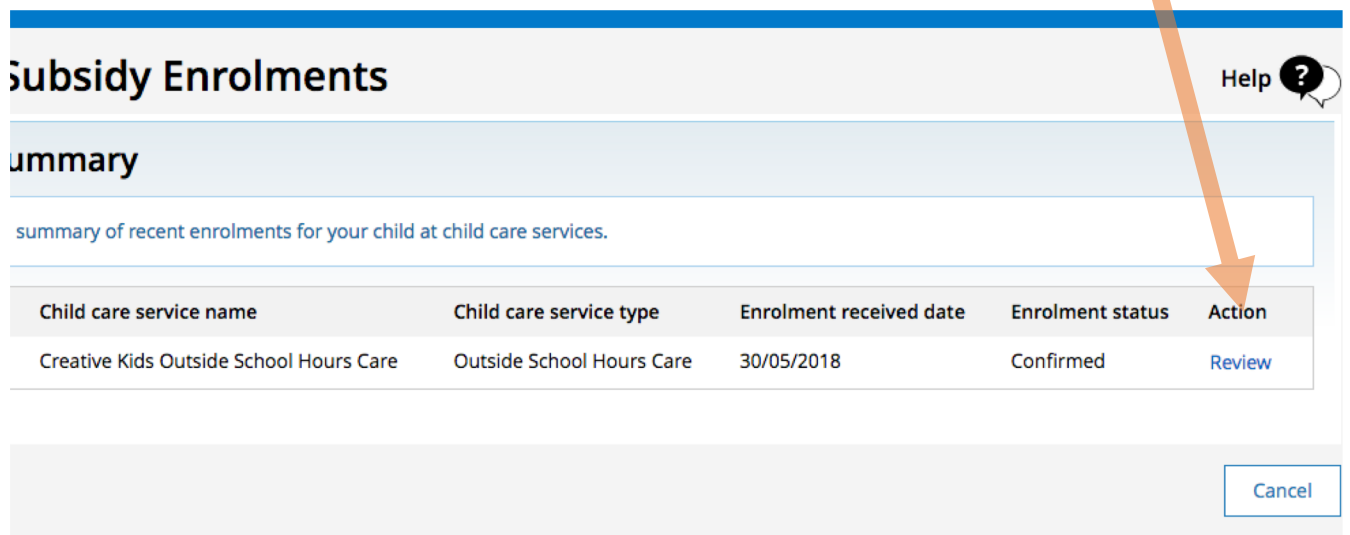 Subsidy Enrolments
Help ?
ummary
summary of recent enrolments for your child at child care services.
Child care service name Child care service type Enrolment received date Enrolment status Action
Creative Kids Outside School Hours Care Outside School Hours Care 30/05/2018 Confirmed Review
Cancel